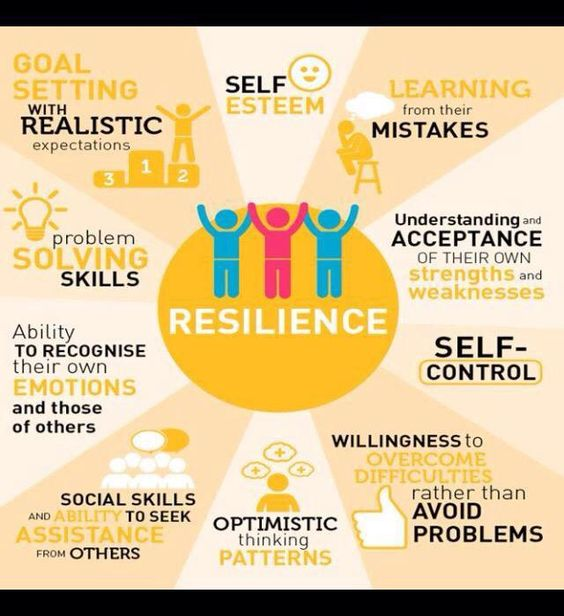 GOAL
SETTING
WITH
REALISTIC
expectations
3 1 2
SELF
ESTEEM
LEARNING
from their
MISTAKES
Understanding and
ACCEPTANCE
OF THEIR OWN
strengths and
weaknesses
SELF-
CONTROL
WILLINGNESS to
OVERCOME
DIFFICULTIES
rather than
AVOID
PROBLEMS
OPTIMISTIC
thinking
PATTERNS
SOCIAL SKILLS
AND ABILITY TO SEEK
ASSISTANCE
FROM OTHERS
Ability
TO RECOGNISE
their own
EMOTIONS
and those
of others
problem
SOLVING
SKILLS
RESILIENCE